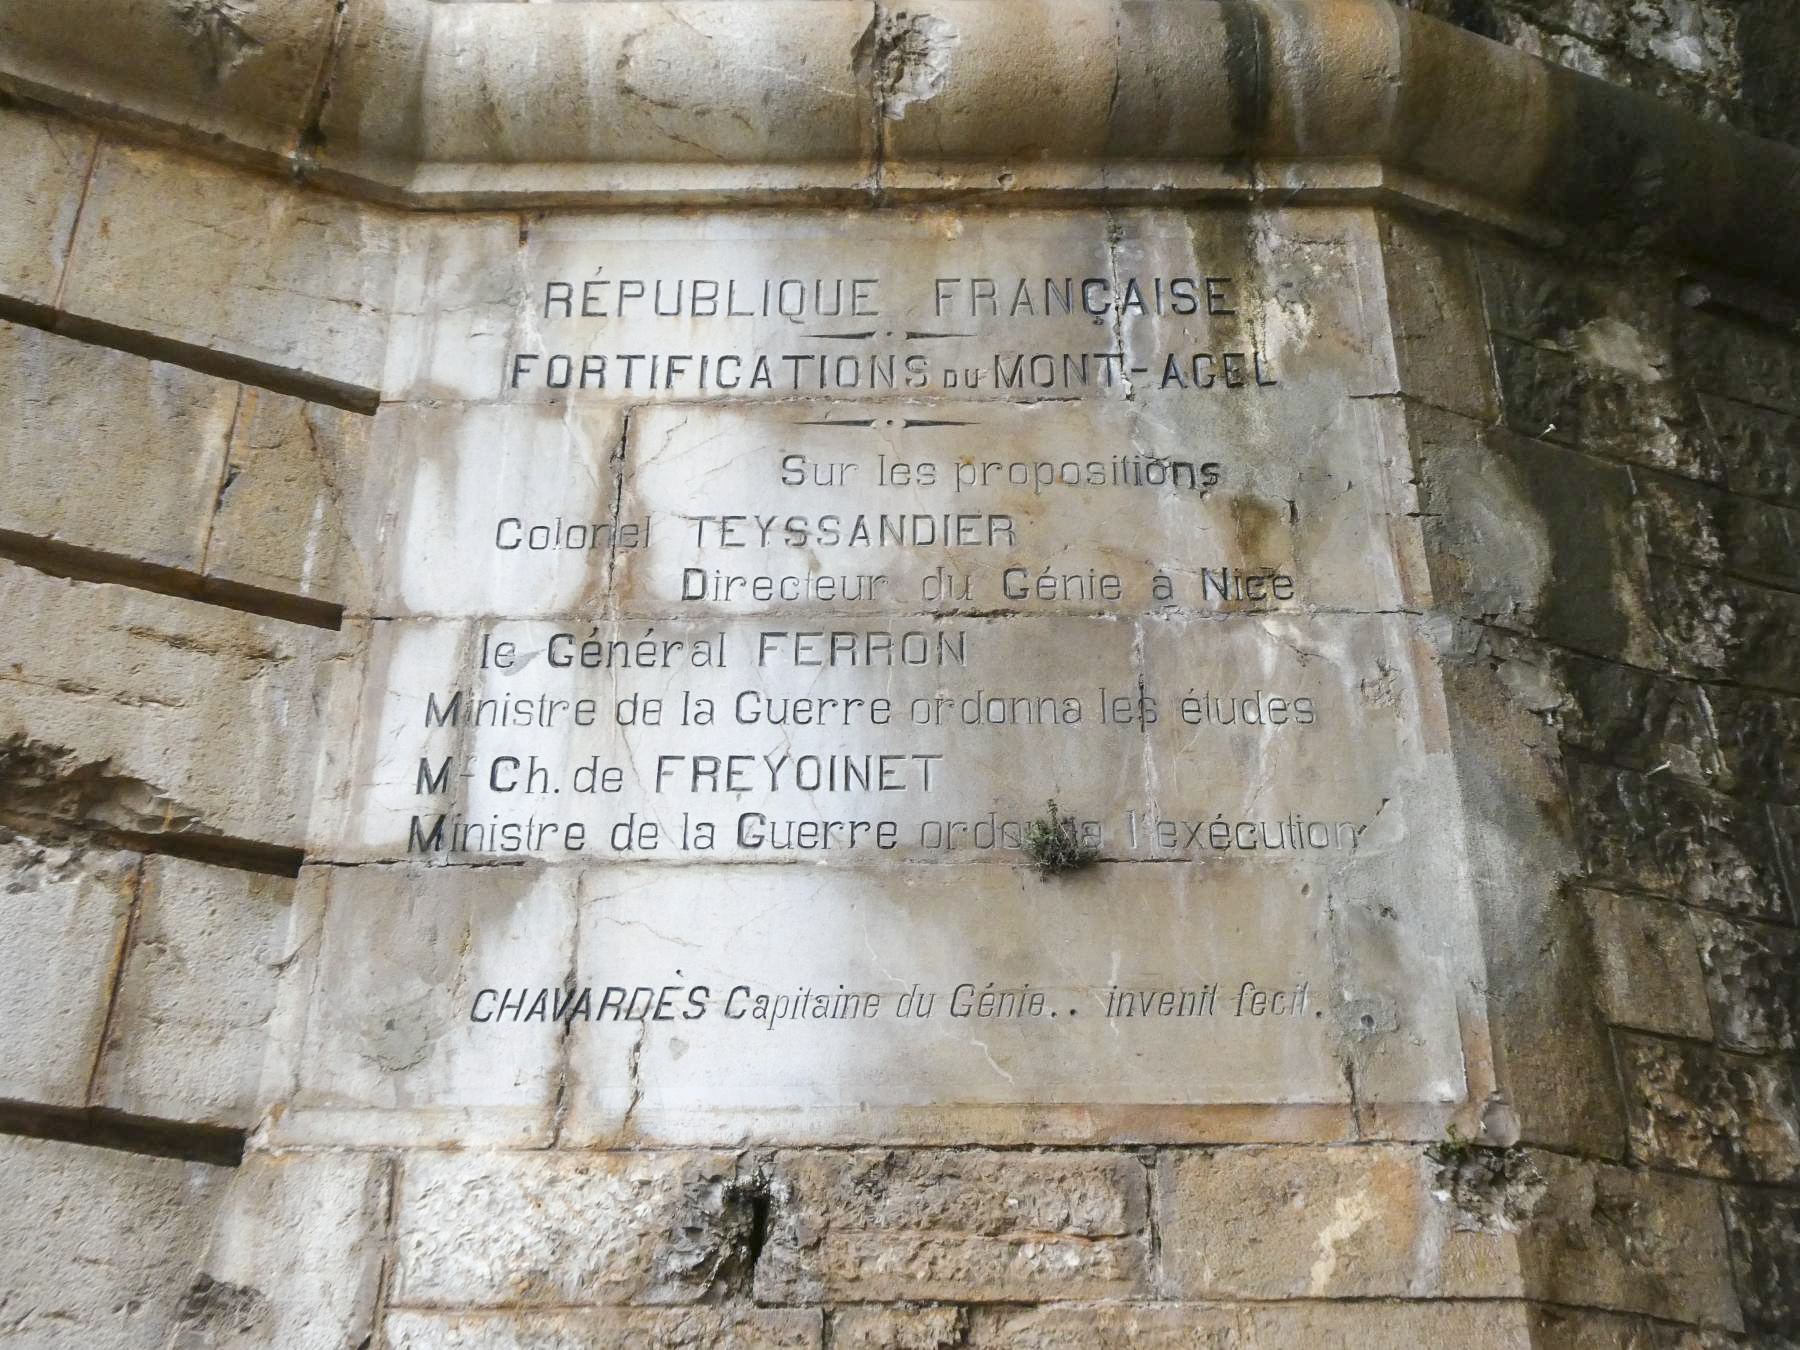 RÉPUBLIQUE FRANÇAISE
FORTIFICATIONS DU MONT-AGEL
Sur les propositions
Colonel TEYSSANDIER
Directeur du Génie à Nice
le Général FERRON
Ministre de la Guerre ordonna les études
Mr Ch. de FREYOINET
Ministre de la Guerre ordonna l'exécution
CHAVARDÈS Capitaine du Génie.. invenit fecit.